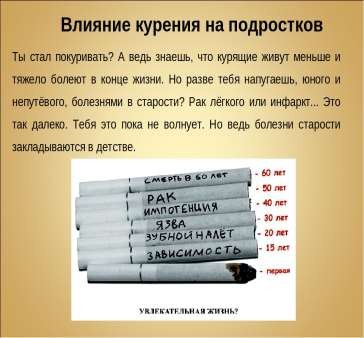 Влияние курения на подростков
Ты стал покуривать? А ведь знаешь, что курящие живут меньше и
тяжело болеют в конце жизни. Но разве тебя напугаешь, юного и
непутёвого, болезнями в старости? Рак лёгкого или инфаркт... Это
так далеко. Тебя это пока не волнует. Но ведь болезни старости
закладываются в детстве.
СМЕРТЬ В 60 ЛЕТ - 60 лет
РАК - 50 лет
ИМПОТЕНЦИЯ - 40 лет
ЯЗВА - 30 лет
ЗУБНОЙ НАЛЁТ - 20 лет
ЗАВИСИМОСТЬ - 15 лет
- первая
УВЛЕКАТЕЛЬНАЯ ЖИЗНЬ?